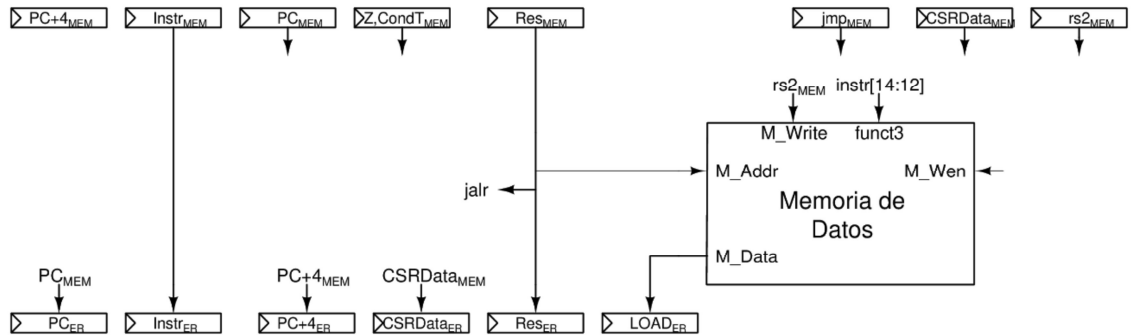 PC+4MEM InstrMEM PCMEM Z,CondTMEM ResMEM jmpMEM CSRDataMEM rs2MEM
rs2MEM instr[14:12]
M_Write funct3
M_Addr M_Wen
jalr
Memoria de
Datos
M_Data
PCMEM PC+4MEM CSRDataMEM
PCER InstrER PC+4ER CSRDataER ResER LOADER